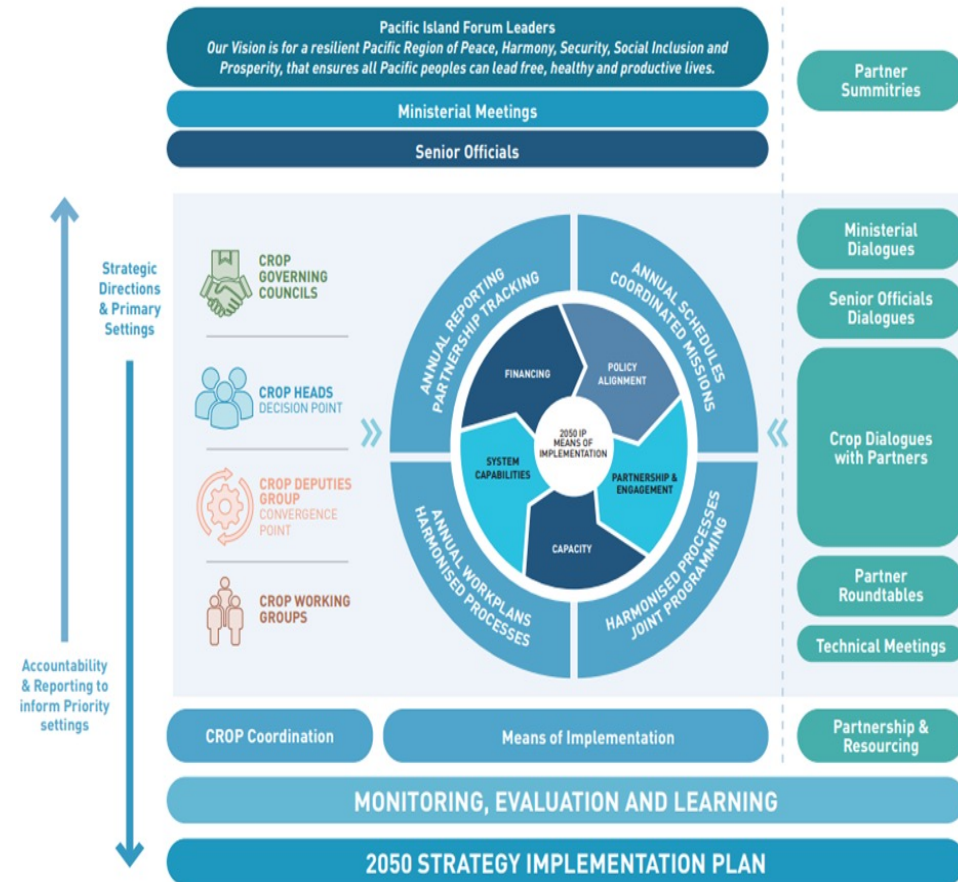 Pacific Island Forum Leaders
Our Vision is for a resilient Pacific Region of Peace, Harmony, Security, Social Inclusion and
Prosperity, that ensures all Pacific peoples can lead free, healthy and productive lives.
Ministerial Meetings
Senior Officials
Partner
Summitries
Strategic
Directions
& Primary
Settings
Accountability
& Reporting to
inform Priority
settings
CROP
GOVERNING
COUNCILS
CROP HEADS
DECISION POINT
CROP DEPUTIES
GROUP
CONVERGENCE
POINT
CROP WORKING
GROUPS
ANNUAL REPORTING
PARTNERSHIP TRACKING
ANNUAL SCHEDULES
COORDINATED MISSIONS
ANNUAL WORKPLANS
HARMONISED PROCESSES
HARMONISED PROCESSES
JOINT PROGRAMMING
FINANCING
POLICY
ALIGNMENT
2050 IP
MEANS OF
IMPLEMENTATION
SYSTEM
CAPABILITIES
PARTNERSHIP &
ENGAGEMENT
CAPACITY
Ministerial
Dialogues
Senior Officials
Dialogues
Crop Dialogues
with Partners
Partner
Roundtables
Technical Meetings
CROP Coordination
Means of Implementation
Partnership &
Resourcing
MONITORING, EVALUATION AND LEARNING
2050 STRATEGY IMPLEMENTATION PLAN